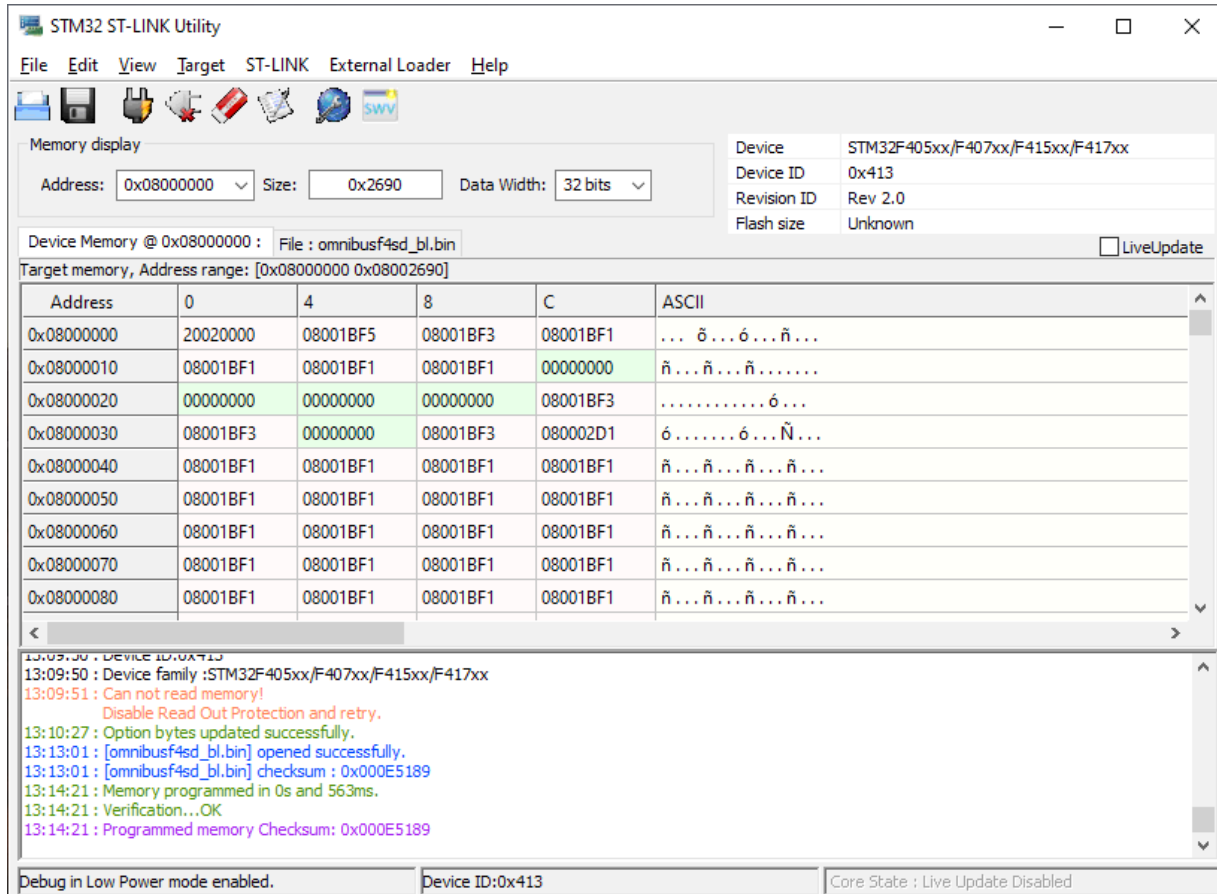 STM32 ST-LINK Utility
File Edit View Target ST-LINK External Loader Help
SWV
Memory display
Address: 0x08000000 Size: 0x2690 Data Width: 32 bits
Device STM32F405xx/F407xx/F415xx/F417xx
Device ID 0x413
Revision ID Rev 2.0
Flash size Unknown
Device Memory @ 0x08000000 : File : omnibusf4sd_bl.bin
LiveUpdate
Target memory, Address range: [0x08000000 0x08002690]
Address 0 4 8 C ASCII
0x08000000 20020000 08001BF5 08001BF3 08001BF1 ... õ...ó...ñ...
0x08000010 08001BF1 08001BF1 08001BF1 00000000 ñ...ñ...ñ.......
0x08000020 00000000 00000000 00000000 08001BF3 ............ó...
0x08000030 08001BF3 00000000 08001BF3 080002D1 ó.......ó...Ñ...
0x08000040 08001BF1 08001BF1 08001BF1 08001BF1 ñ...ñ...ñ...ñ...
0x08000050 08001BF1 08001BF1 08001BF1 08001BF1 ñ...ñ...ñ...ñ...
0x08000060 08001BF1 08001BF1 08001BF1 08001BF1 ñ...ñ...ñ...ñ...
0x08000070 08001BF1 08001BF1 08001BF1 08001BF1 ñ...ñ...ñ...ñ...
0x08000080 08001BF1 08001BF1 08001BF1 08001BF1 ñ...ñ...ñ...ñ...
13:09:50 : Device ID:0x413
13:09:50 : Device family :STM32F405xx/F407xx/F415xx/F417xx
13:09:51 : Can not read memory!
Disable Read Out Protection and retry.
13:10:27 : Option bytes updated successfully.
13:13:01 : [omnibusf4sd_bl.bin] opened successfully.
13:13:01 : [omnibusf4sd_bl.bin] checksum : 0x000E5189
13:14:21 : Memory programmed in 0s and 563ms.
13:14:21 : Verification...OK
13:14:21 : Programmed memory Checksum: 0x000E5189
Debug in Low Power mode enabled. Device ID:0x413 Core State : Live Update Disabled